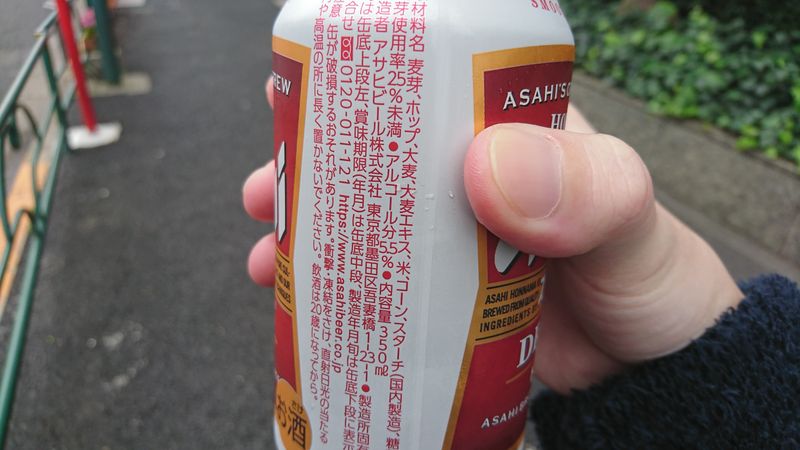 材料名 麦芽、ホップ、大麦、大麦エキス、米、コーン、スターチ(国内製造)、糖
芽使用率25%未満●アルコール分5.5%●内容量350ml
造者 アサヒビール株式会社 東京都墨田区吾妻橋1-23-1●製造所固有
は缶底上段左、賞味期限(年月)は缶底中段、製造年月旬は缶底下段に表示
合せ 0120-011-121 https://www.asahibeer.co.jp
意 缶が破損するおそれがあります。衝撃・凍結をさけ、直射日光の当たる
や高温の所に長く置かないでください。飲酒は20歳になってから。
お酒
ASAHI'S
ASAHI HONNAMA
BREWED FROM QUALITY
INGREDIENTS
ASAHI